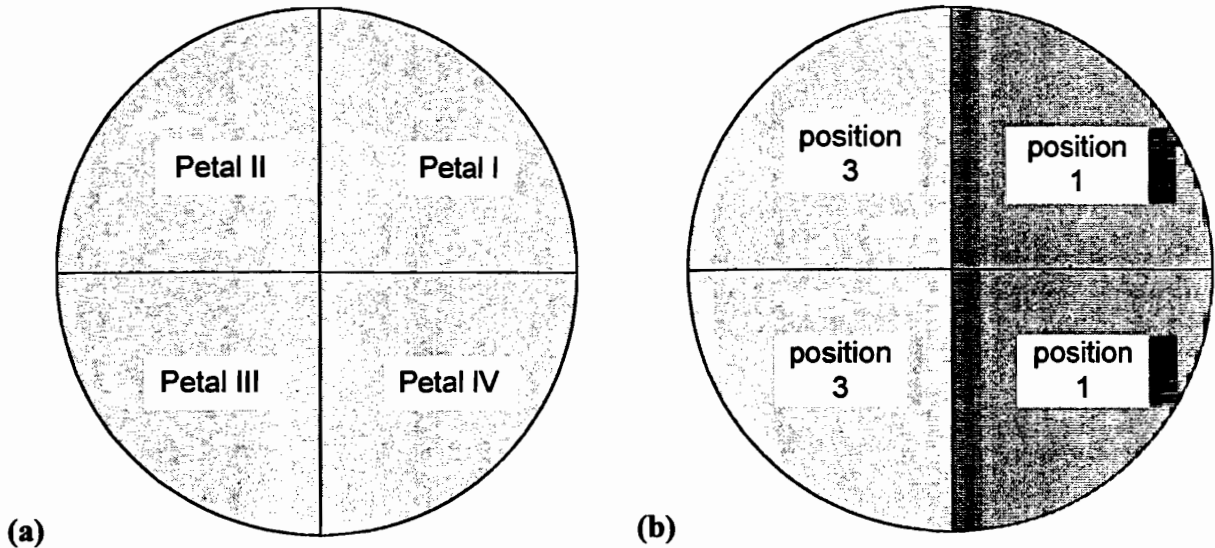 Petal II
Petal I
Petal III
Petal IV
(a)
position
3
position
1
position
3
position
1
(b)